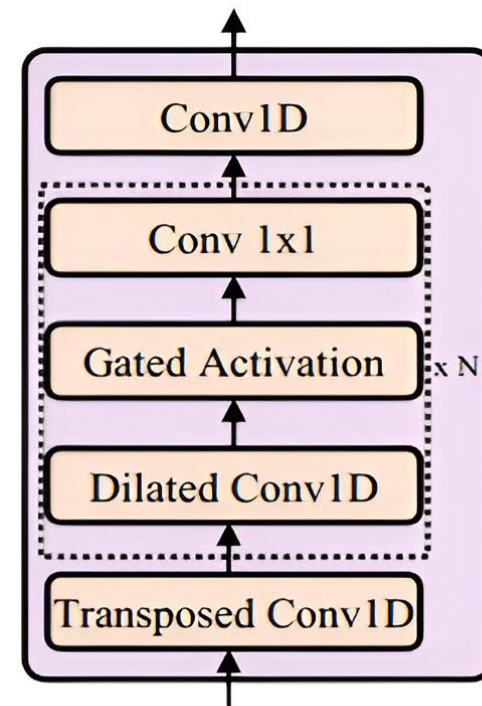 Conv1D
Conv 1x1
Gated Activation
x N
Dilated Conv1D
Transposed Conv1D